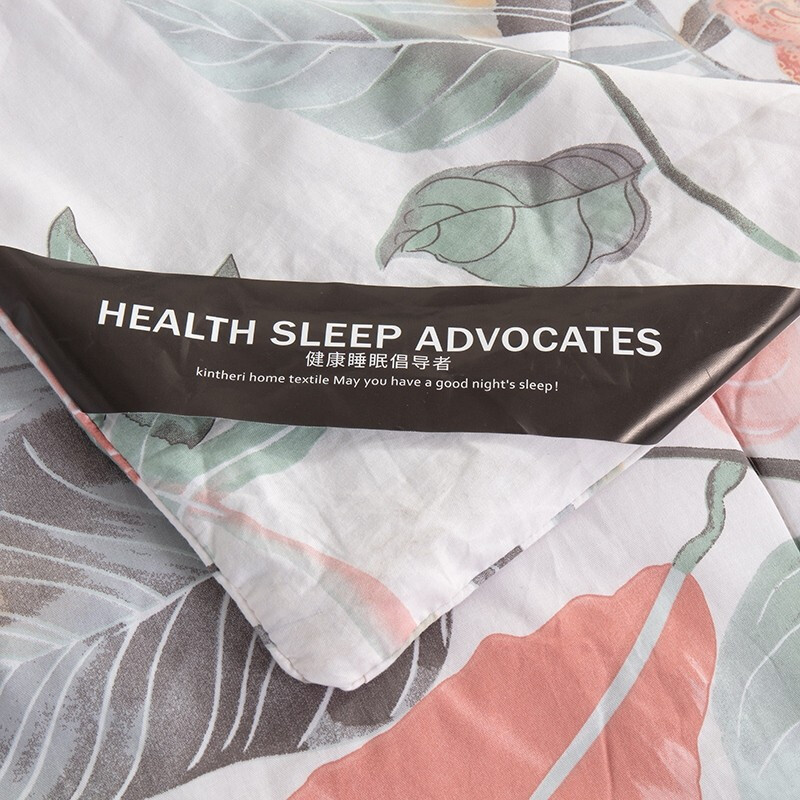 HEALTH SLEEP ADVOCATES
健康睡眠倡导者
kintheri home textile May you have a good night's sleep!